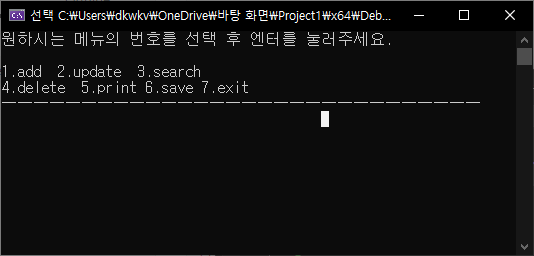 선택 C:₩Users₩dkwkv₩OneDrive₩바탕 화면₩Project1₩x64₩Deb...
원하시는 메뉴의 번호를 선택 후 엔터를 눌러주세요.
1.add 2.update 3.search
4.delete 5.print 6.save 7.exit